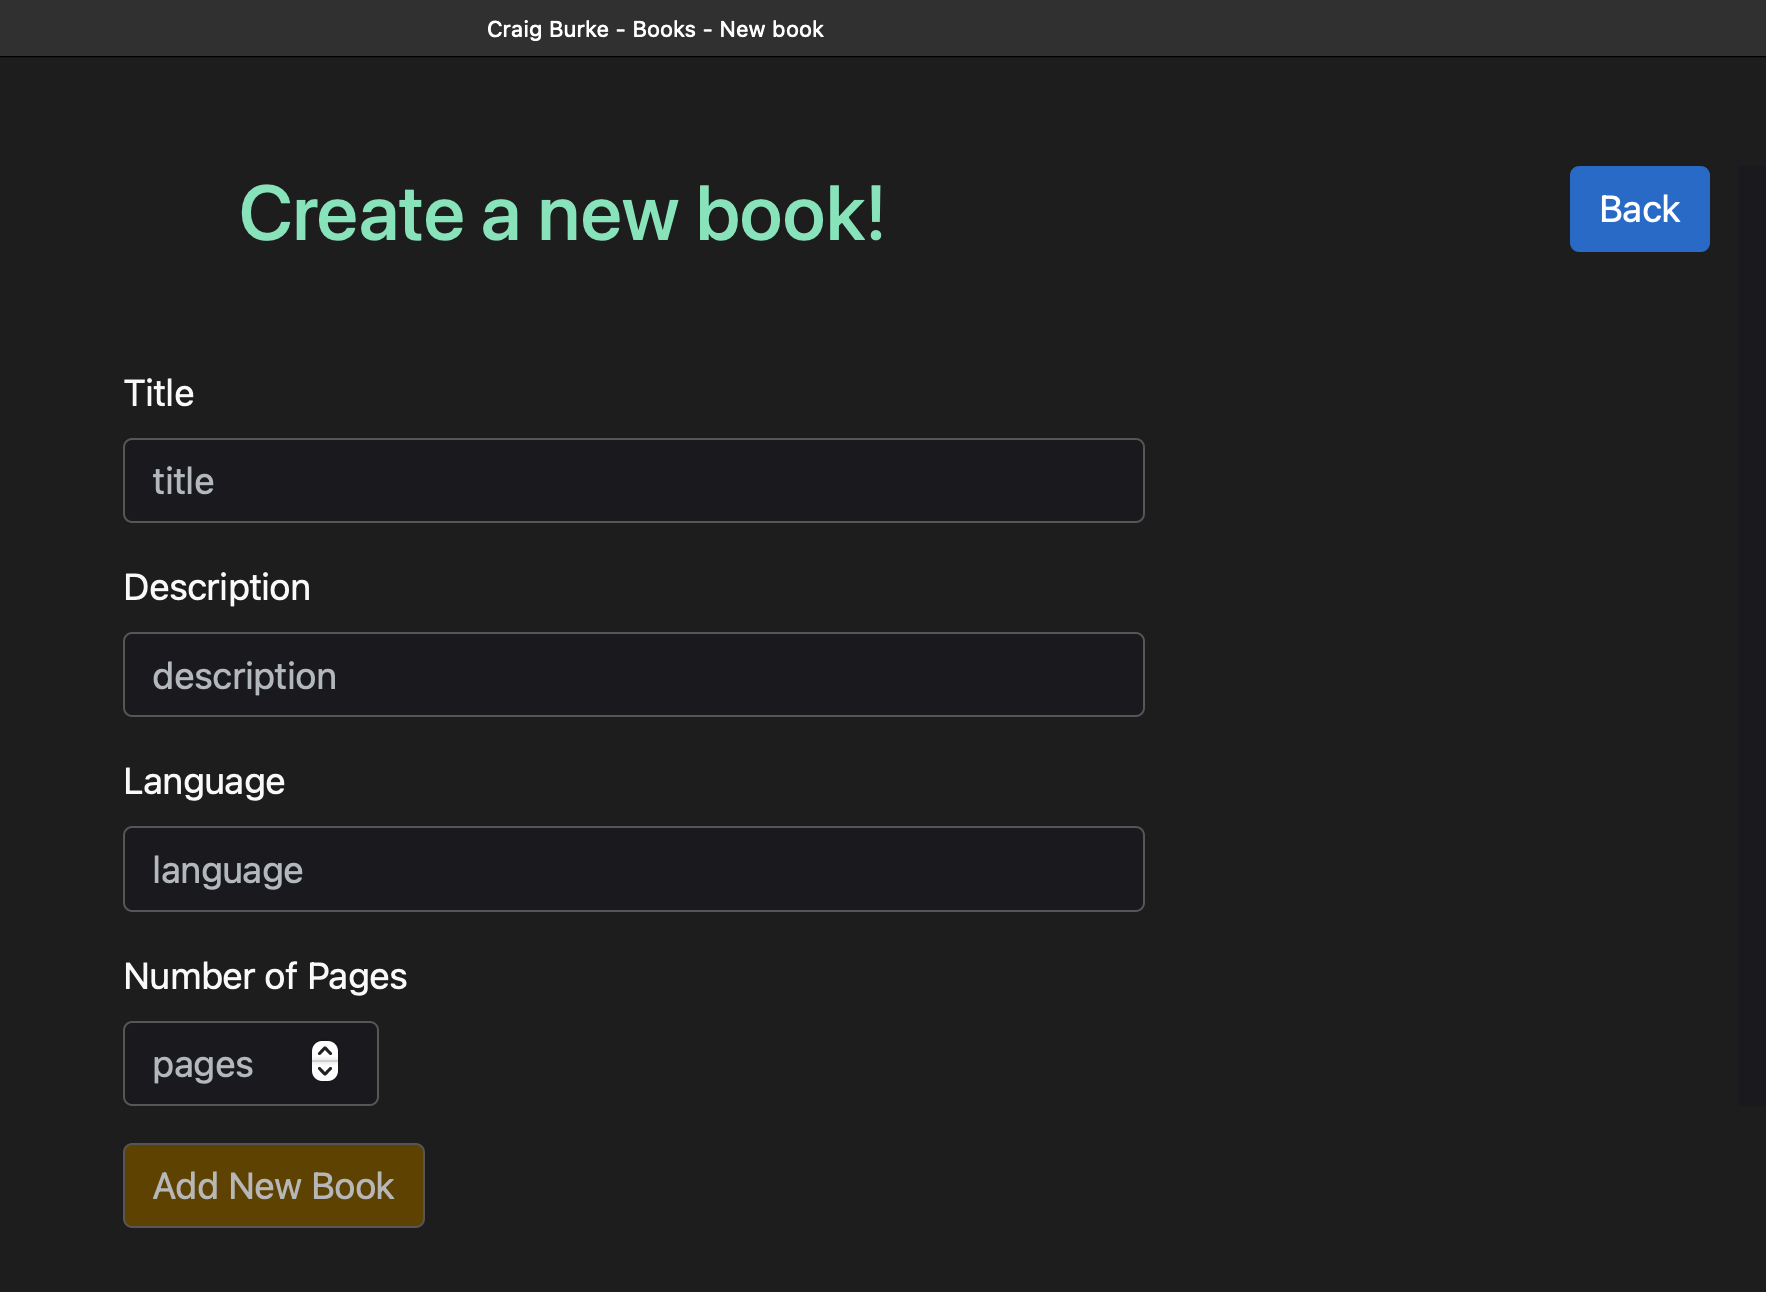 Craig Burke - Books - New book
Create a new book!
Back
Title
title
Description
description
Language
language
Number of Pages
pages
Add New Book